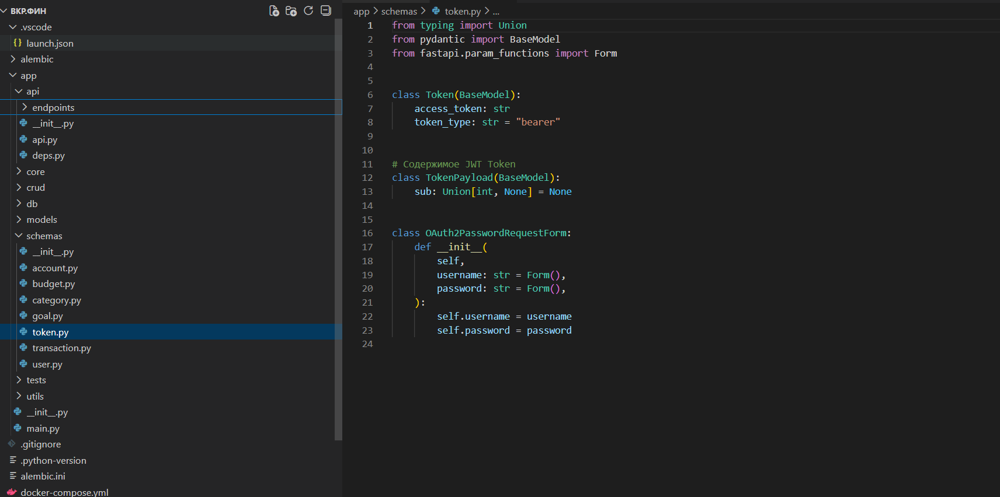 ВКР.ФИН
.vscode
{} launch.json
alembic
app
api
endpoints
__init__.py
api.py
deps.py
core
crud
db
models
schemas
__init__.py
account.py
budget.py
category.py
goal.py
token.py
transaction.py
user.py
tests
utils
__init__.py
main.py
.gitignore
.python-version
alembic.ini
docker-compose.yml
app > schemas > token.py > ...
1 from typing import Union
2 from pydantic import BaseModel
3 from fastapi.param_functions import Form
4
5
6 class Token(BaseModel):
7     access_token: str
8     token_type: str = "bearer"
9
10
11 # Содержимое JWT Token
12 class TokenPayload(BaseModel):
13     sub: Union[int, None] = None
14
15
16 class OAuth2PasswordRequestForm:
17     def __init__(
18         self,
19         username: str = Form(),
20         password: str = Form(),
21     ):
22         self.username = username
23         self.password = password
24